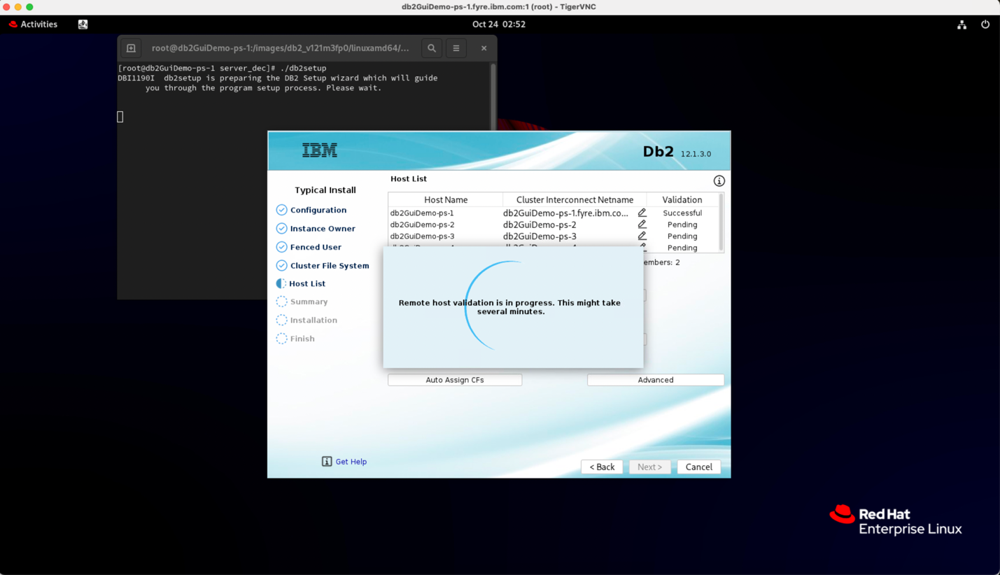 db2GuiDemo-ps-1.fyre.ibm.com:1 (root) - TigerVNC
Activities
Oct 24 02:52
root@db2GuiDemo-ps-1:/images/db2_v121m3fp0/linuxamd64/...
[root@db2GuiDemo-ps-1 server_dec]# ./db2setup
DBI1190I db2setup is preparing the DB2 Setup wizard which will guide
you through the program setup process. Please wait.
IBM
Db2 12.1.3.0
Typical Install
Configuration
Instance Owner
Fenced User
Cluster File System
Host List
Summary
Installation
Finish
Host List
Host Name Cluster Interconnect Netname Validation
db2GuiDemo-ps-1 db2GuiDemo-ps-1.fyre.ibm.co... Successful
db2GuiDemo-ps-2 db2GuiDemo-ps-2 Pending
db2GuiDemo-ps-3 db2GuiDemo-ps-3 Pending
Pending
embers: 2
Remote host validation is in progress. This might take
several minutes.
Auto Assign CFs Advanced
Get Help
< Back Next > Cancel
Red Hat
Enterprise Linux